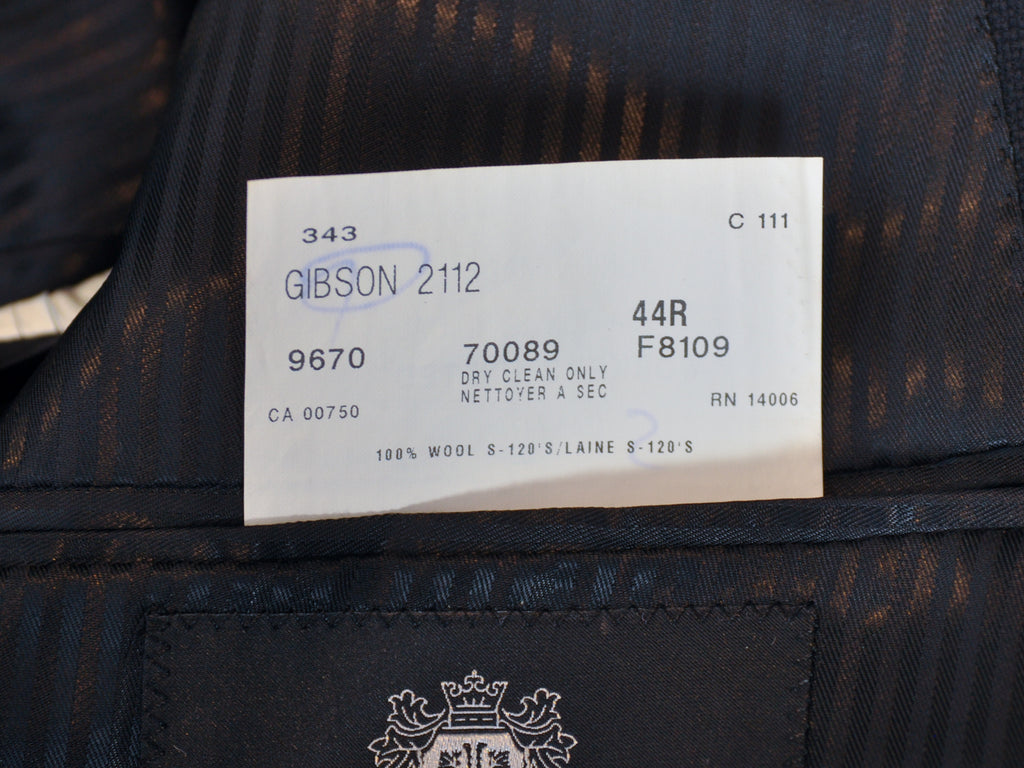 343
C 111
GIBSON 2112
44R
9670
70089
F8109
DRY CLEAN ONLY
NETTOYER A SEC
CA 00750
RN 14006
100% WOOL S-120'S/LAINE S-120'S